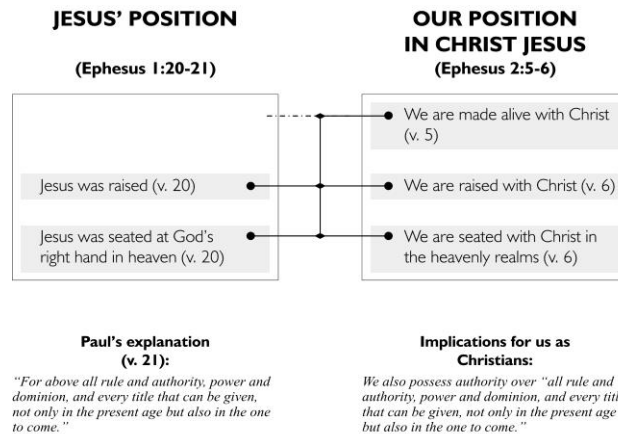 JESUS' POSITION
(Ephesus 1:20-21)
Jesus was raised (v. 20)
Jesus was seated at God's
right hand in heaven (v. 20)
Paul's explanation
(v. 21):
“For above all rule and authority, power and
dominion, and every title that can be given,
not only in the present age but also in the one
to come.”
OUR POSITION
IN CHRIST JESUS
(Ephesus 2:5-6)
We are made alive with Christ
(v. 5)
We are raised with Christ (v. 6)
We are seated with Christ in
the heavenly realms (v. 6)
Implications for us as
Christians:
We also possess authority over “all rule and
authority, power and dominion, and every
that can be given, not only in the present age
but also in the one to come.”